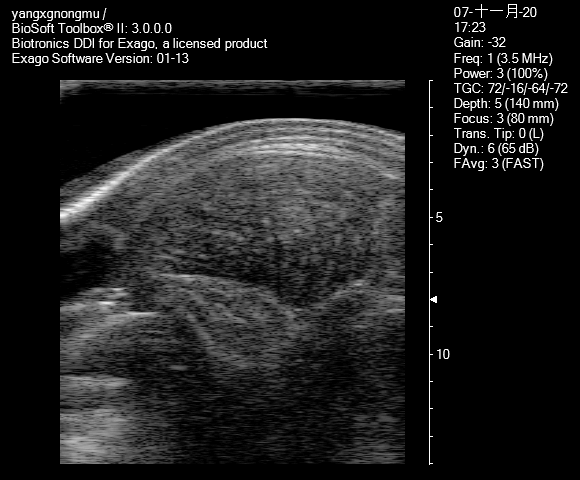 yangxgnongmu /
BioSoft Toolbox® II: 3.0.0.0
Biotronics DDI for Exago, a licensed product
Exago Software Version: 01-13
07-十一月-20
17:23
Gain: -32
Freq: 1 (3.5 MHz)
Power: 3 (100%)
TGC: 72/-16/-64/-72
Depth: 5 (140 mm)
Focus: 3 (80 mm)
Trans. Tip: 0 (L)
Dyn.: 6 (65 dB)
FAvg: 3 (FAST)
5
10